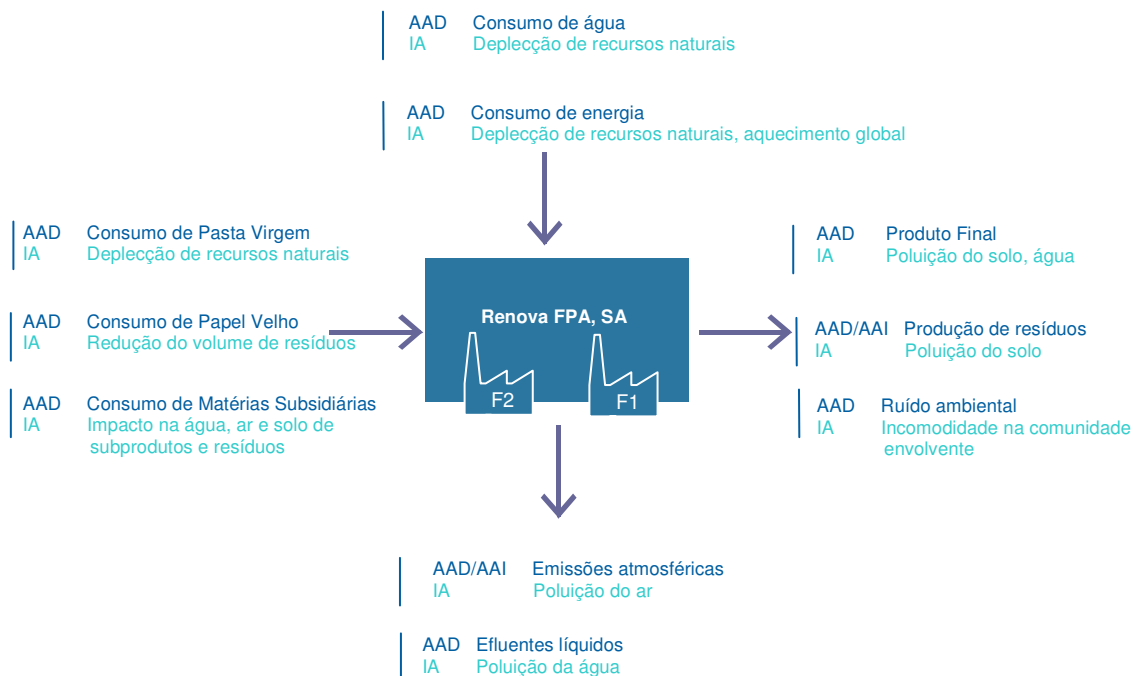 AAD Consumo de água
IA Deplecção de recursos naturais
AAD Consumo de energia
IA Deplecção de recursos naturais, aquecimento global
AAD Consumo de Pasta Virgem
IA Deplecção de recursos naturais
AAD Consumo de Papel Velho
IA Redução do volume de resíduos
AAD Consumo de Matérias Subsidiárias
IA Impacto na água, ar e solo de
subprodutos e resíduos
Renova FPA, SA
F2 F1
AAD Produto Final
IA Poluição do solo, água
AAD/AAI Produção de resíduos
IA Poluição do solo
AAD Ruído ambiental
IA Incomodidade na comunidade
envolvente
AAD/AAI Emissões atmosféricas
IA Poluição do ar
AAD Efluentes líquidos
IA Poluição da água